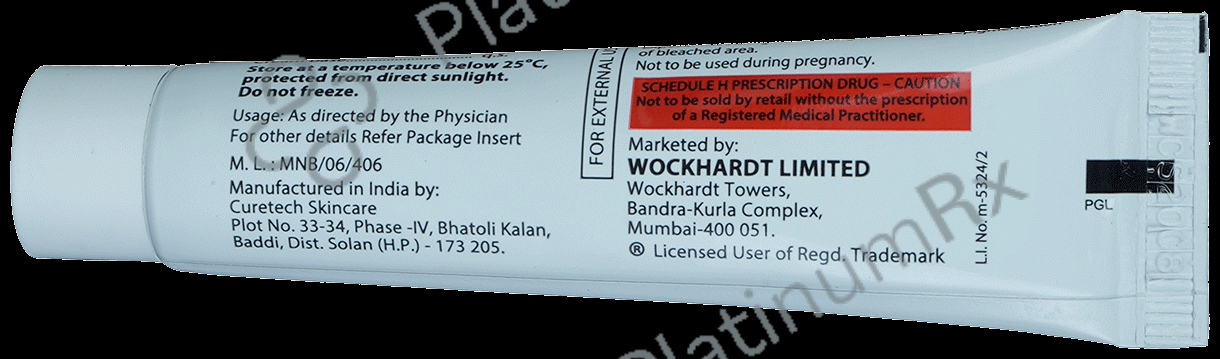 q.s.
Store at a temperature below 25°C,
protected from direct sunlight.
Do not freeze.
Usage: As directed by the Physician
For other details Refer Package Insert
M. L. : MNB/06/406
Manufactured in India by:
Curetech Skincare
Plot No. 33-34, Phase -IV, Bhatoli Kalan,
Baddi, Dist. Solan (H.P.) - 173 205.
FOR EXTERNAL U
of bleached area.
Not to be used during pregnancy.
SCHEDULE H PRESCRIPTION DRUG – CAUTION
Not to be sold by retail without the prescription
of a Registered Medical Practitioner.
Marketed by:
WOCKHARDT LIMITED
Wockhardt Towers,
Bandra-Kurla Complex,
Mumbai-400 051.
® Licensed User of Regd. Trademark
L.I. No. m-5324/2
PGL
PlatinumRx